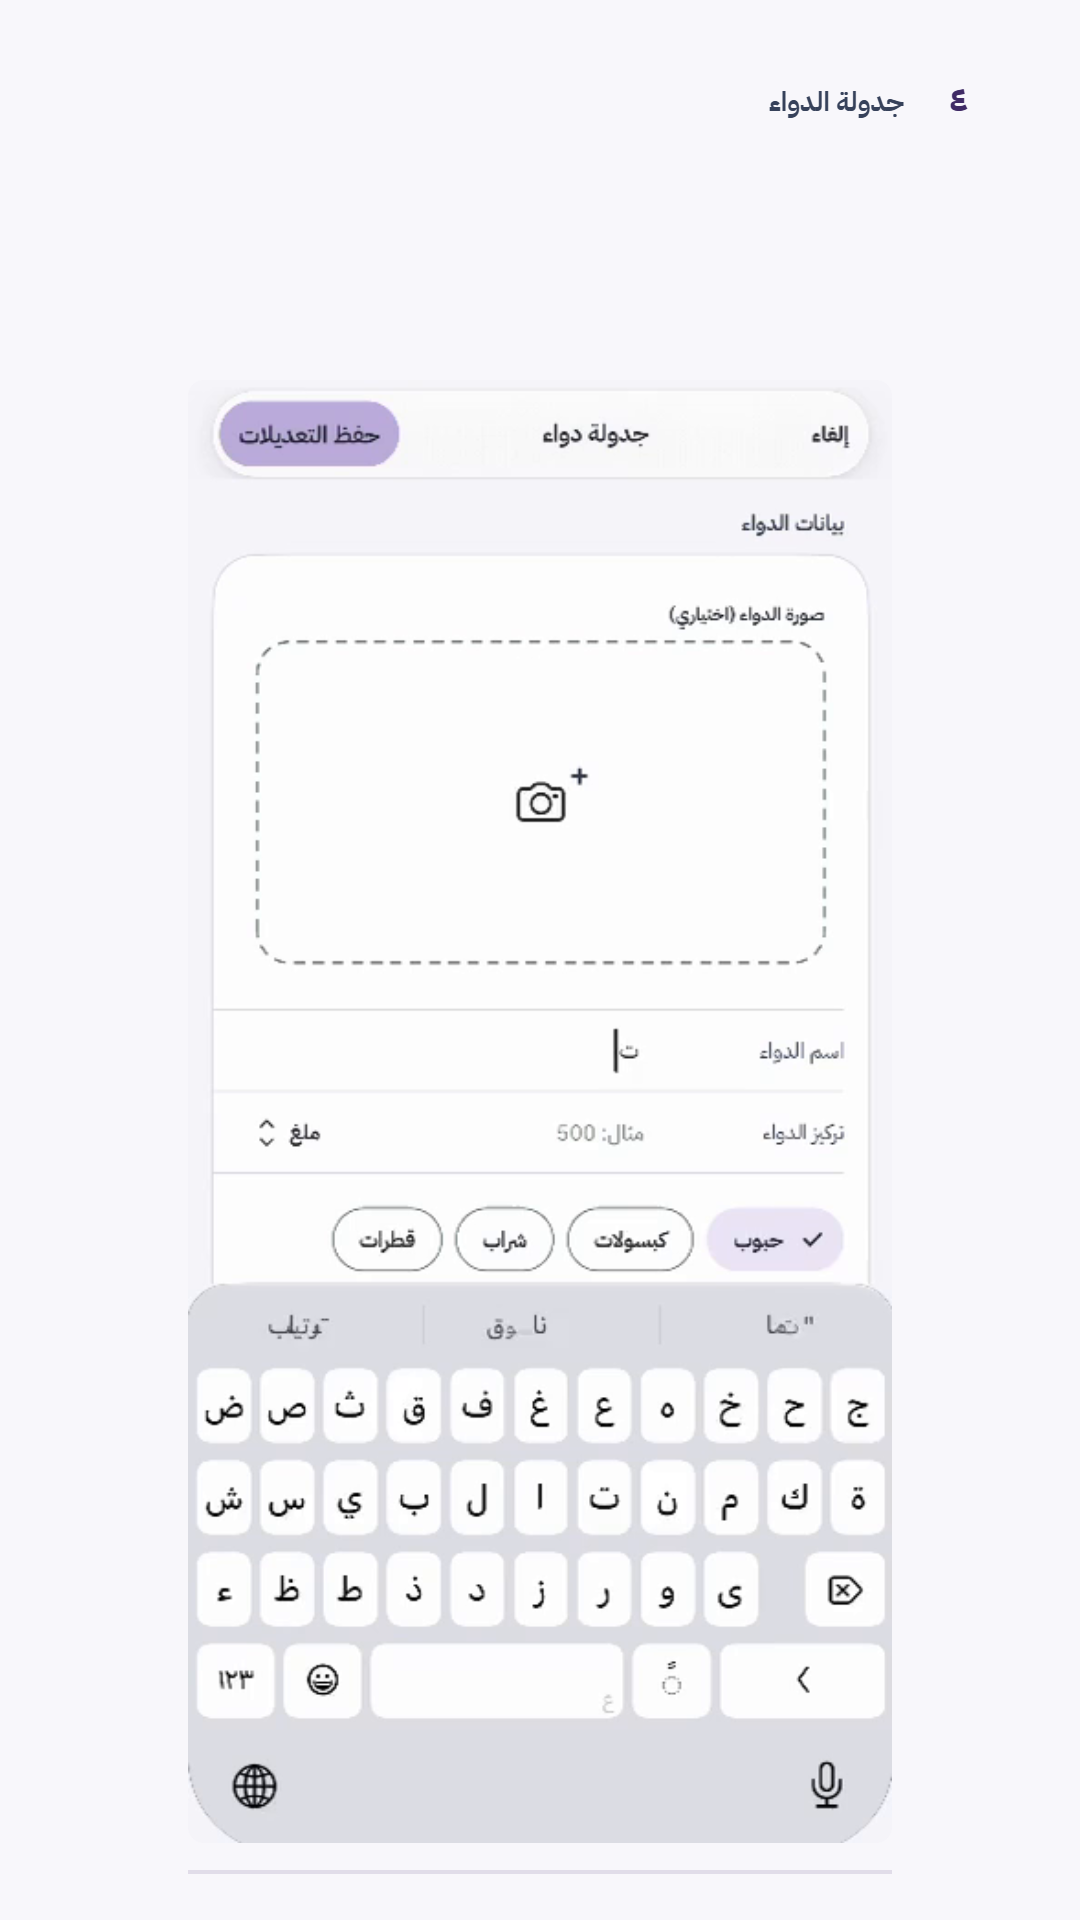 ٤ جدولة الدواء
إلغاء جدولة دواء حفظ التعديلات
بيانات الدواء
صورة الدواء (اختياري)
اسم الدواء ت
تركيز الدواء مثال: 500 ملغ
حبوب كبسولات شراب قطرات
ض ص ث ق ف غ ع ه خ ح ج
ش س ي ب ل ا ت ن م ك ة
ء ظ ط ذ د ز ر و ى
١٢٣ ع